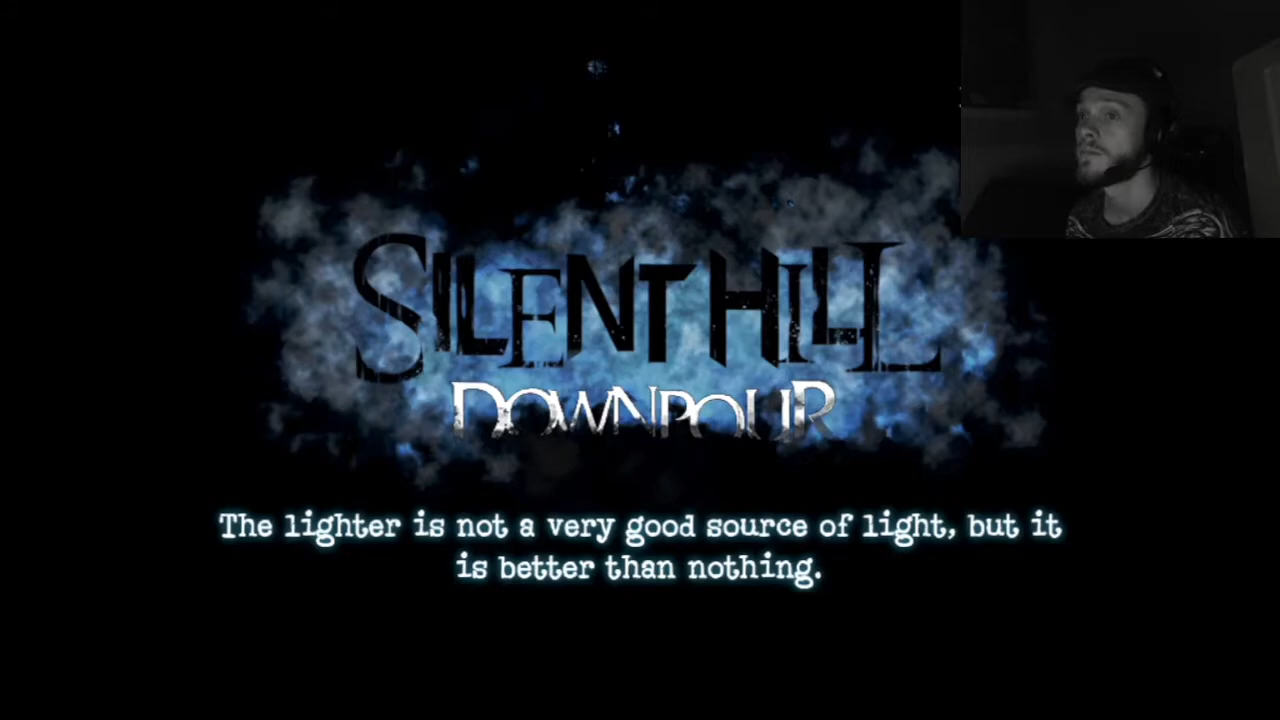 SILENT HILL
DOWNPOUR
The lighter is not a very good source of light, but it
is better than nothing.